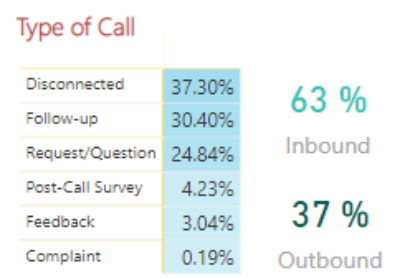 Type of Call
Disconnected 37.30%
Follow-up 30.40%
Request/Question 24.84%
Post-Call Survey 4.23%
Feedback 3.04%
Complaint 0.19%
63 %
Inbound
37 %
Outbound